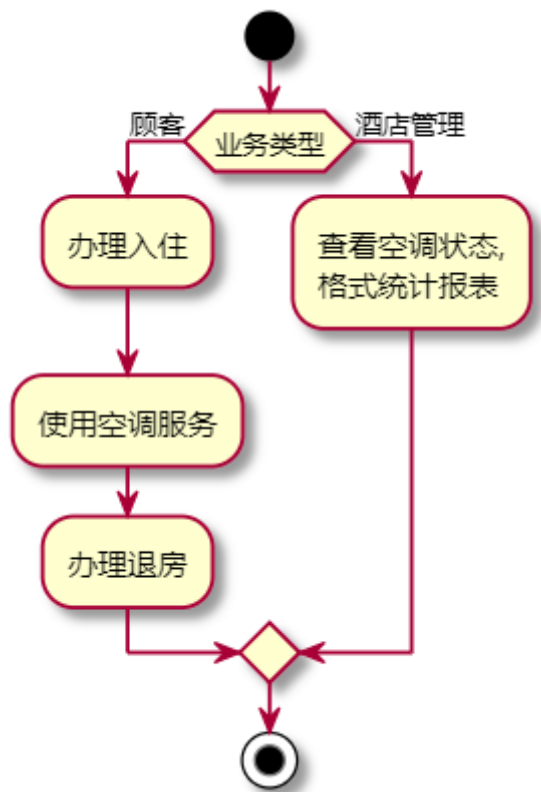 顾客
业务类型
酒店管理
办理入住
查看空调状态,
格式统计报表
使用空调服务
办理退房